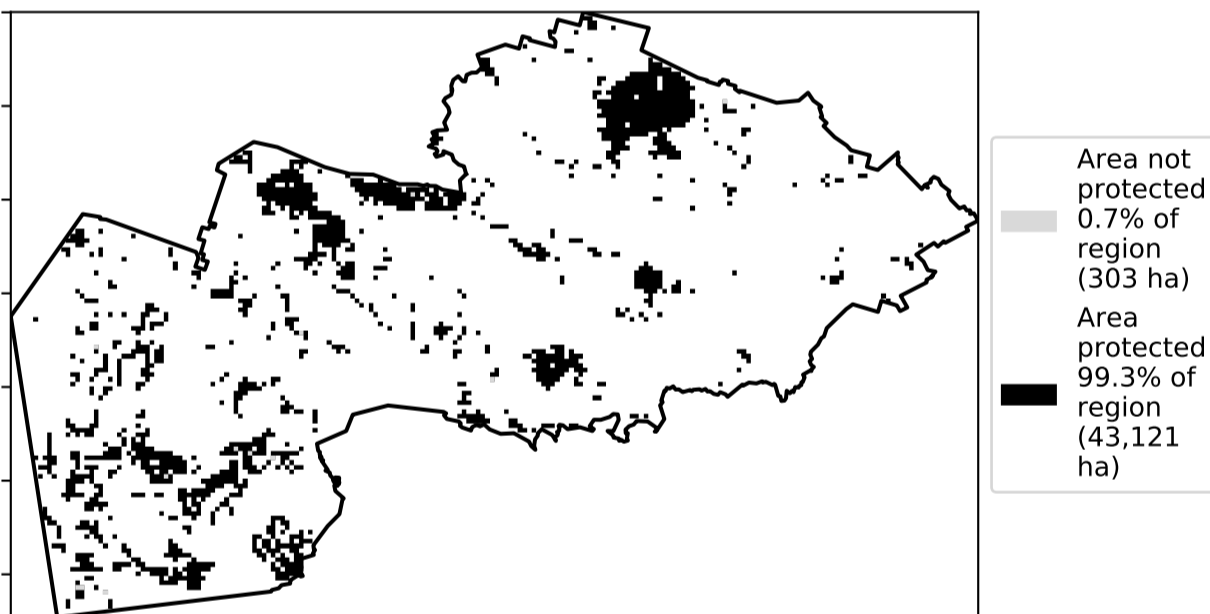 Area not
protected
0.7% of
region
(303 ha)
Area
protected
99.3% of
region
(43,121
ha)